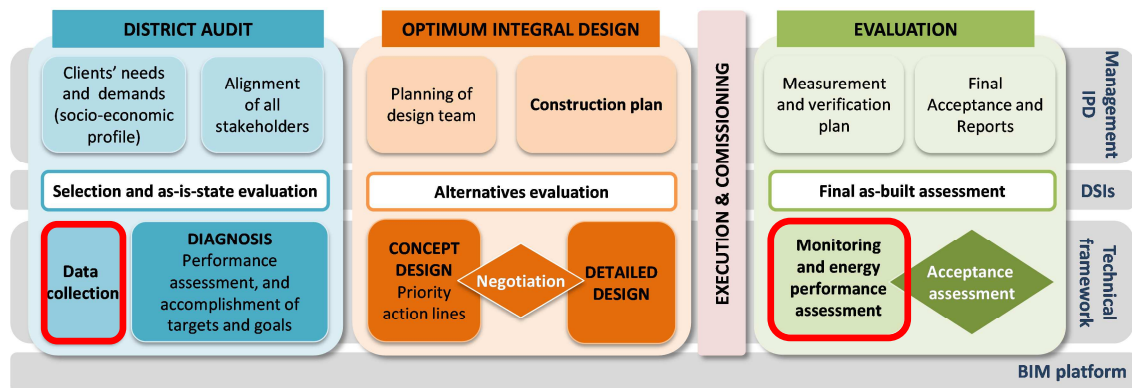 DISTRICT AUDIT
Clients' needs
and demands
(socio-economic
profile)
Alignment
of all
stakeholders
Selection and as-is-state evaluation
Data
collection
DIAGNOSIS
Performance
assessment, and
accomplishment of
targets and goals
OPTIMUM INTEGRAL DESIGN
Planning of
design team
Construction plan
Alternatives evaluation
CONCEPT
DESIGN
Priority
action lines
Negotiation
DETAILED
DESIGN
EXECUTION & COMISSIONING
EVALUATION
Measurement
and verification
plan
Final
Acceptance and
Reports
Final as-built assessment
Monitoring
and energy
performance
assessment
Acceptance
assessment
Management
IPD
DSIs
Technical
framework
BIM platform